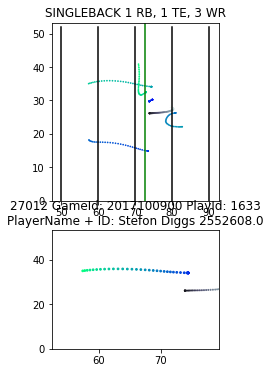 SINGLEBACK 1 RB, 1 TE, 3 WR
50
40
30
20
10
0
50 60 70 80 90
27012 GameId: 2017100900 PlayId: 1633
PlayerName + ID: Stefon Diggs 2552608.0
40
20
0
60 70